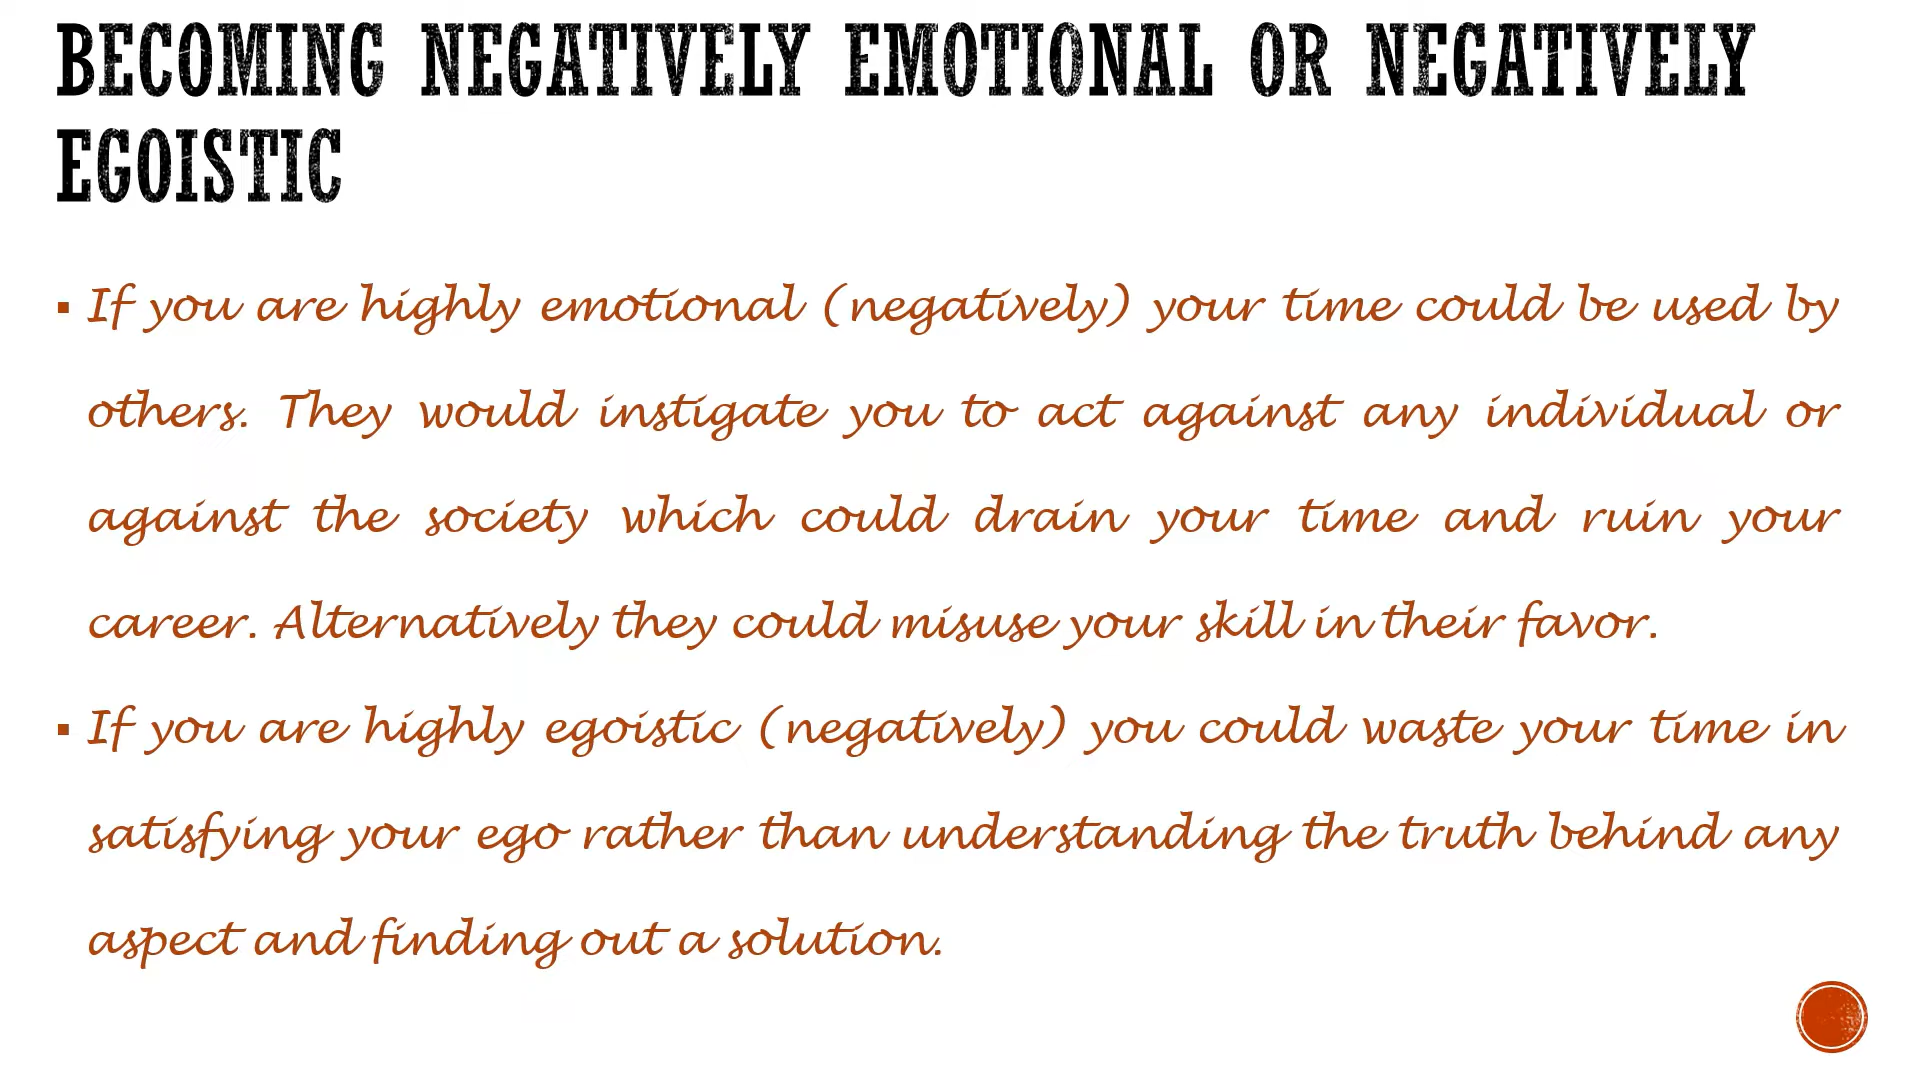 BECOMING NEGATIVELY EMOTIONAL OR NEGATIVELY
EGOISTIC
▪ If you are highly emotional (negatively) your time could be used by
others. They would instigate you to act against any individual or
against the society which could drain your time and ruin your
career. Alternatively they could misuse your skill in their favor.
▪ If you are highly egoistic (negatively) you could waste your time in
satisfying your ego rather than understanding the truth behind any
aspect and finding out a solution.